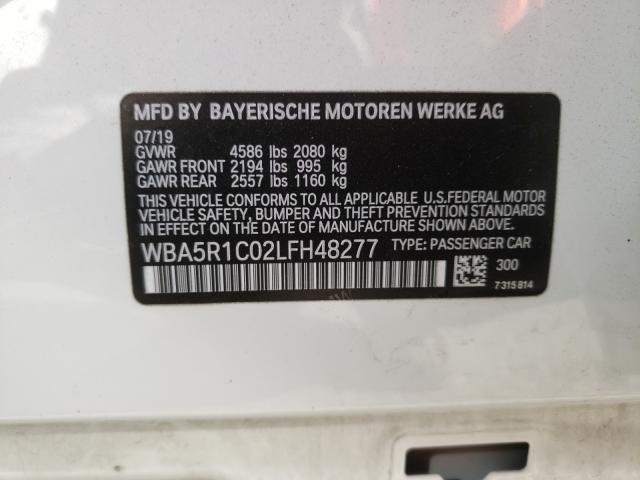 MFD BY BAYERISCHE MOTOREN WERKE AG
07/19
GVWR 4586 lbs 2080 kg
GAWR FRONT 2194 lbs 995 kg
GAWR REAR 2557 lbs 1160 kg
THIS VEHICLE CONFORMS TO ALL APPLICABLE U.S.FEDERAL MOTOR
VEHICLE SAFETY, BUMPER, AND THEFT PREVENTION STANDARDS
IN EFFECT ON THE DATE OF MANUFACTURE SHOWN ABOVE.
WBA5R1C02LFH48277 TYPE: PASSENGER CAR
300
7315814